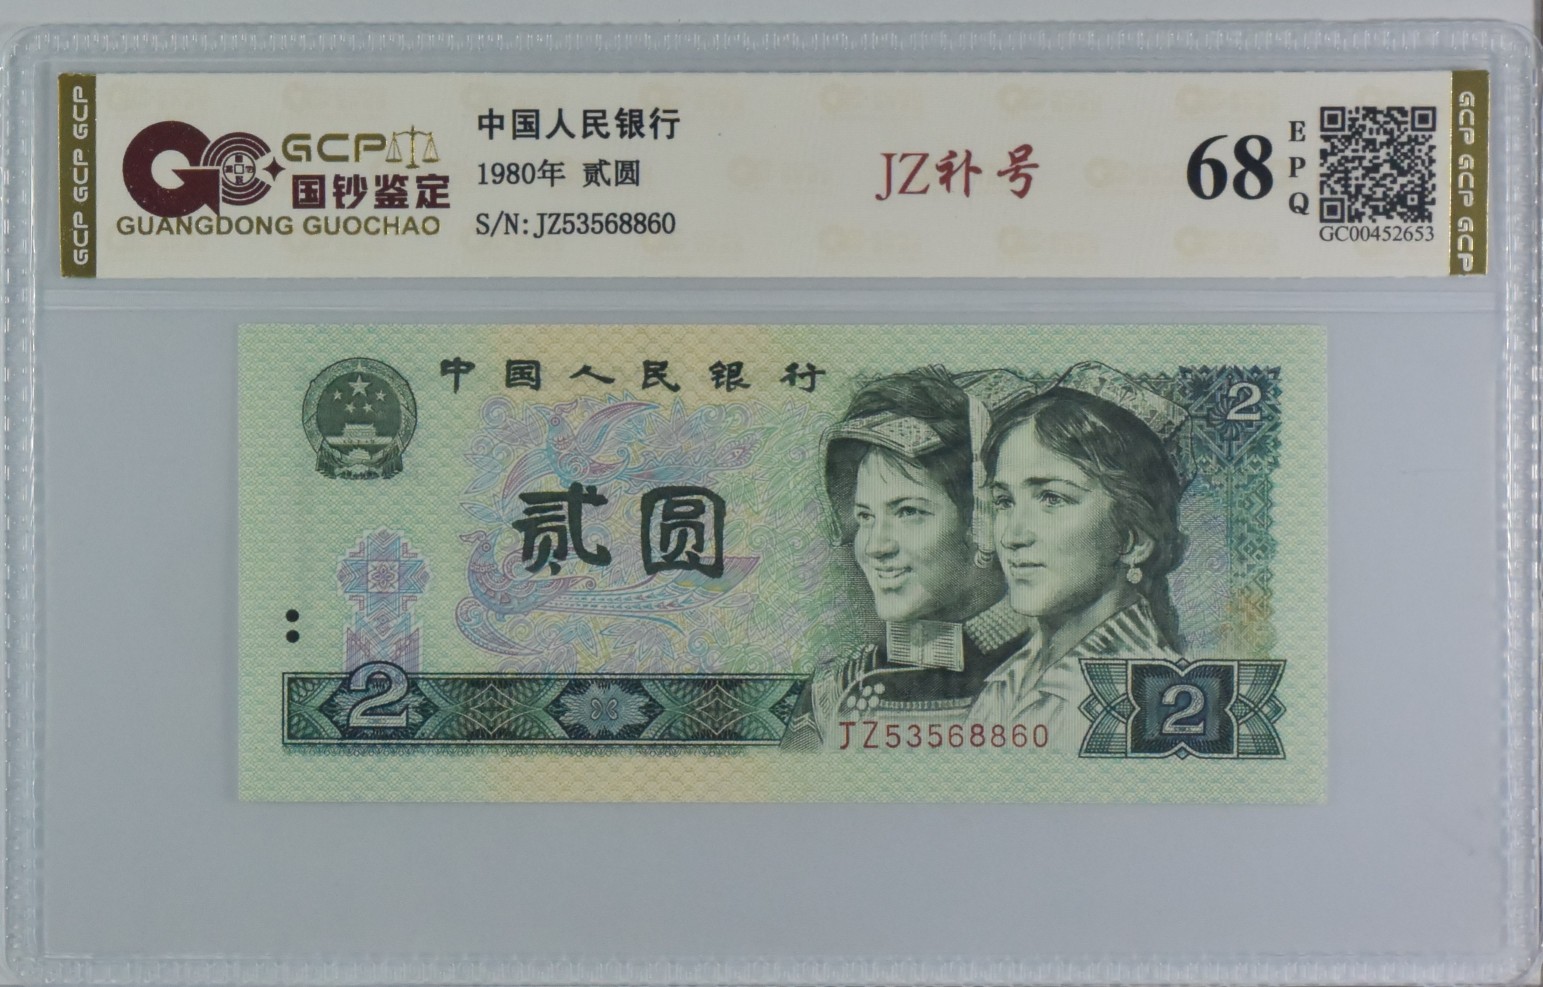 GCP GCP GCP
GCP
国钞鉴定
GUANGDONG GUOCHAO
中国人民银行
1980年 贰圆
S/N: JZ53568860
JZ补号
68
EPQ
GC00452653
GCP GCP GCP
中国人民银行
2
贰圆
2
JZ53568860
2